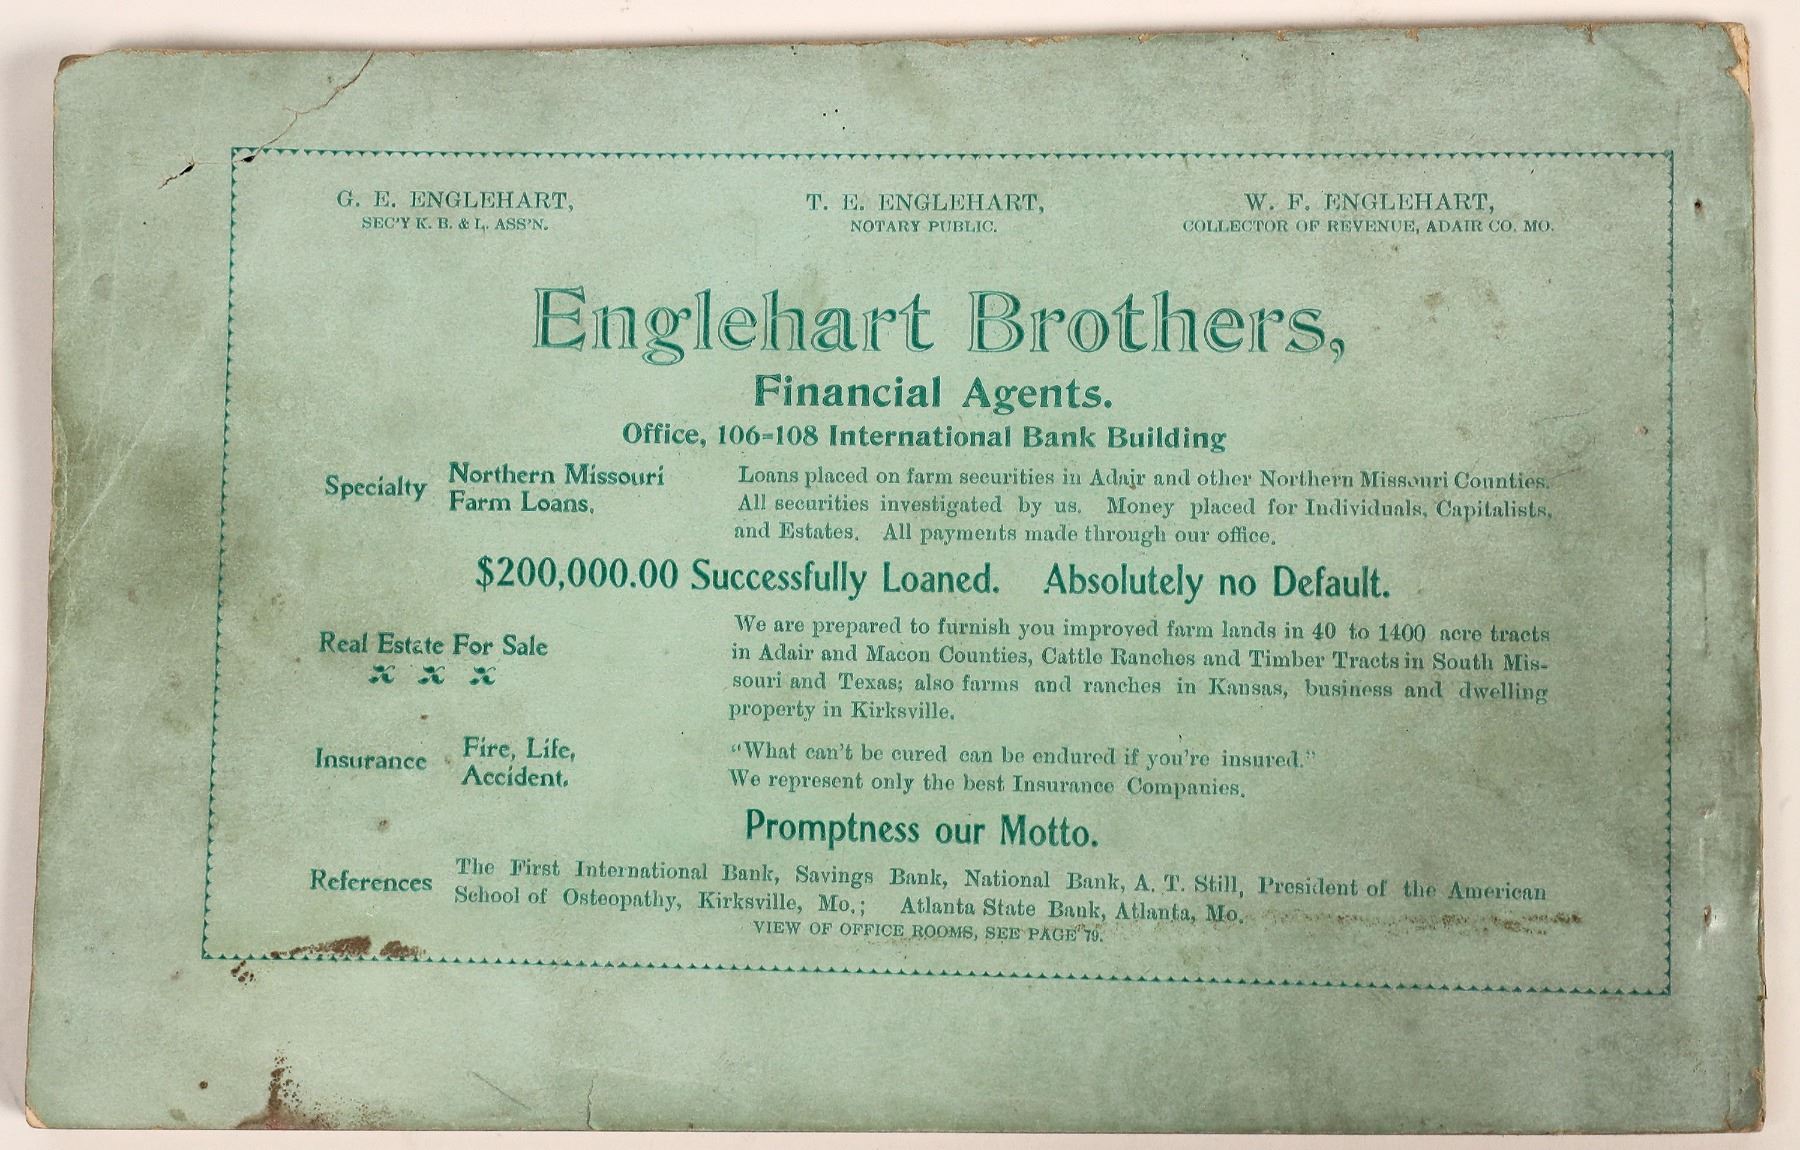 G. E. ENGLEHART, T. E. ENGLEHART, W. F. ENGLEHART,
SEC'Y K. B. & L. ASS'N. NOTARY PUBLIC. COLLECTOR OF REVENUE, ADAIR CO. MO.
Englehart Brothers,
Financial Agents.
Office, 106=108 International Bank Building
Specialty Northern Missouri Farm Loans.
Loans placed on farm securities in Adair and other Northern Missouri Counties.
All securities investigated by us. Money placed for Individuals, Capitalists,
and Estates. All payments made through our office.
$200,000.00 Successfully Loaned. Absolutely no Default.
Real Estate For Sale
We are prepared to furnish you improved farm lands in 40 to 1400 acre tracts
in Adair and Macon Counties, Cattle Ranches and Timber Tracts in South Mis-
souri and Texas; also farms and ranches in Kansas, business and dwelling
property in Kirksville.
Insurance Fire, Life, Accident.
"What can't be cured can be endured if you're insured."
We represent only the best Insurance Companies.
Promptness our Motto.
References The First International Bank, Savings Bank, National Bank, A. T. Still, President of the American
School of Osteopathy, Kirksville, Mo.; Atlanta State Bank, Atlanta, Mo.
VIEW OF OFFICE ROOMS, SEE PAGE 79.